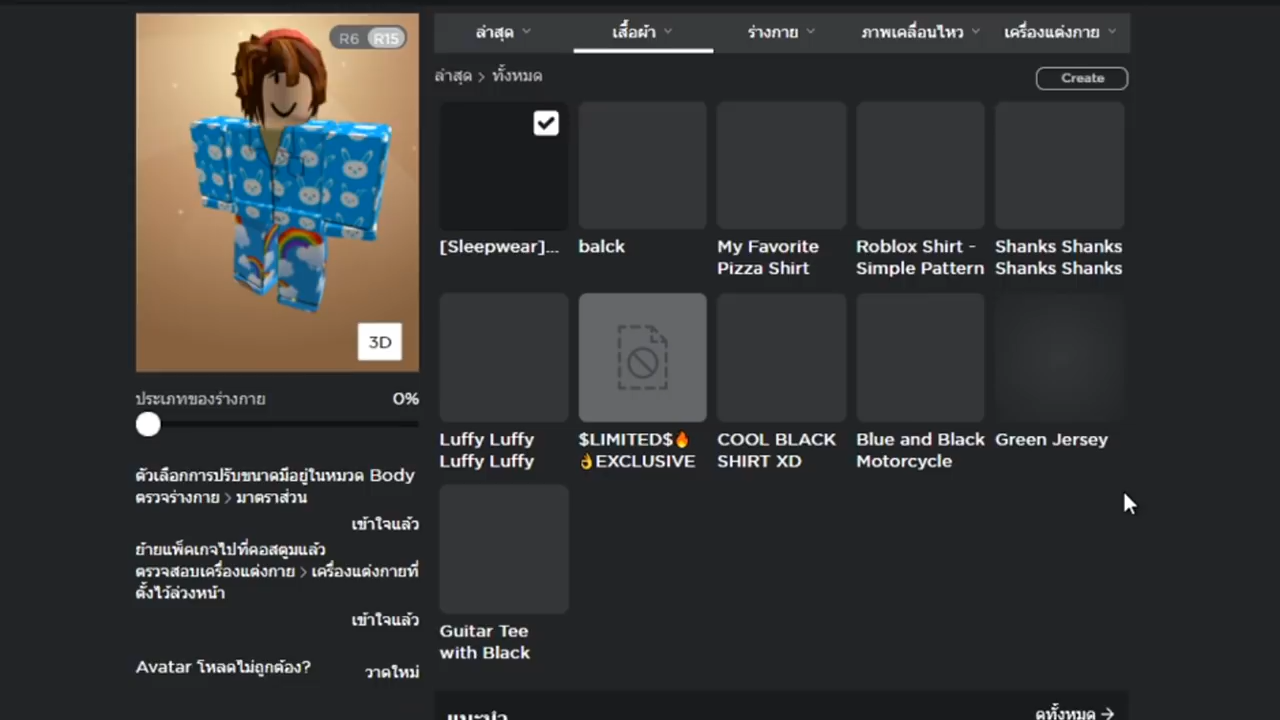 R6 R15
3D
ประเภทของร่างกาย 0%
ตัวเลือกการปรับขนาดมีอยู่ในหมวด Body
ตรวจร่างกาย > มาตราส่วน
เข้าใจแล้ว
ย้ายแพ็คเกจไปที่คอสตูมแล้ว
ตรวจสอบเครื่องแต่งกาย > เครื่องแต่งกายที่
ตั้งไว้ล่วงหน้า
เข้าใจแล้ว
Avatar โหลดไม่ถูกต้อง? วาดใหม่
ล่าสุด เสื้อผ้า ร่างกาย ภาพเคลื่อนไหว เครื่องแต่งกาย
ล่าสุด > ทั้งหมด
Create
[Sleepwear]...
balck
My Favorite
Pizza Shirt
Roblox Shirt -
Simple Pattern
Shanks Shanks
Shanks Shanks
Luffy Luffy
Luffy Luffy
$LIMITED$🔥
👌EXCLUSIVE
COOL BLACK
SHIRT XD
Blue and Black
Motorcycle
Green Jersey
Guitar Tee
with Black
แนะนำ ดูทั้งหมด →